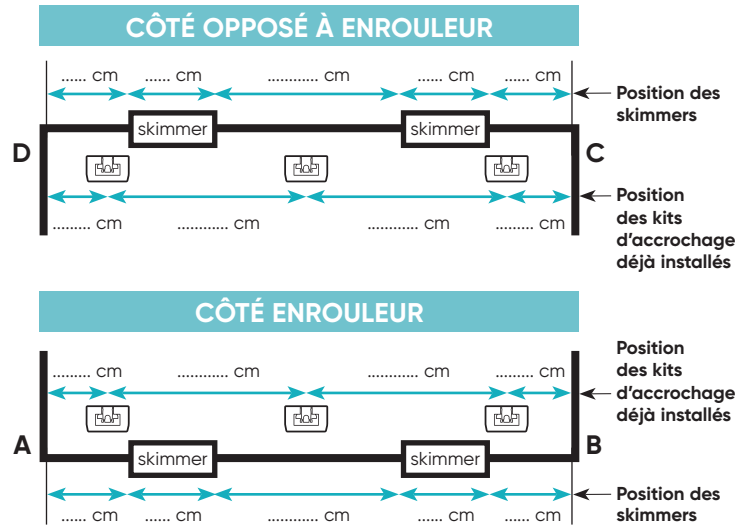 CÔTÉ OPPOSÉ À ENROULEUR
...... cm ...... cm ............ cm ...... cm ...... cm
Position des
skimmers
skimmer skimmer
D C
Position
des kits
d'accrochage
déjà installés
.......... cm ............ cm ............ cm .......... cm
CÔTÉ ENROULEUR
Position
des kits
d'accrochage
déjà installés
.......... cm ............ cm ............ cm .......... cm
A B
skimmer skimmer
Position des
skimmers
...... cm ...... cm ............ cm ...... cm ...... cm